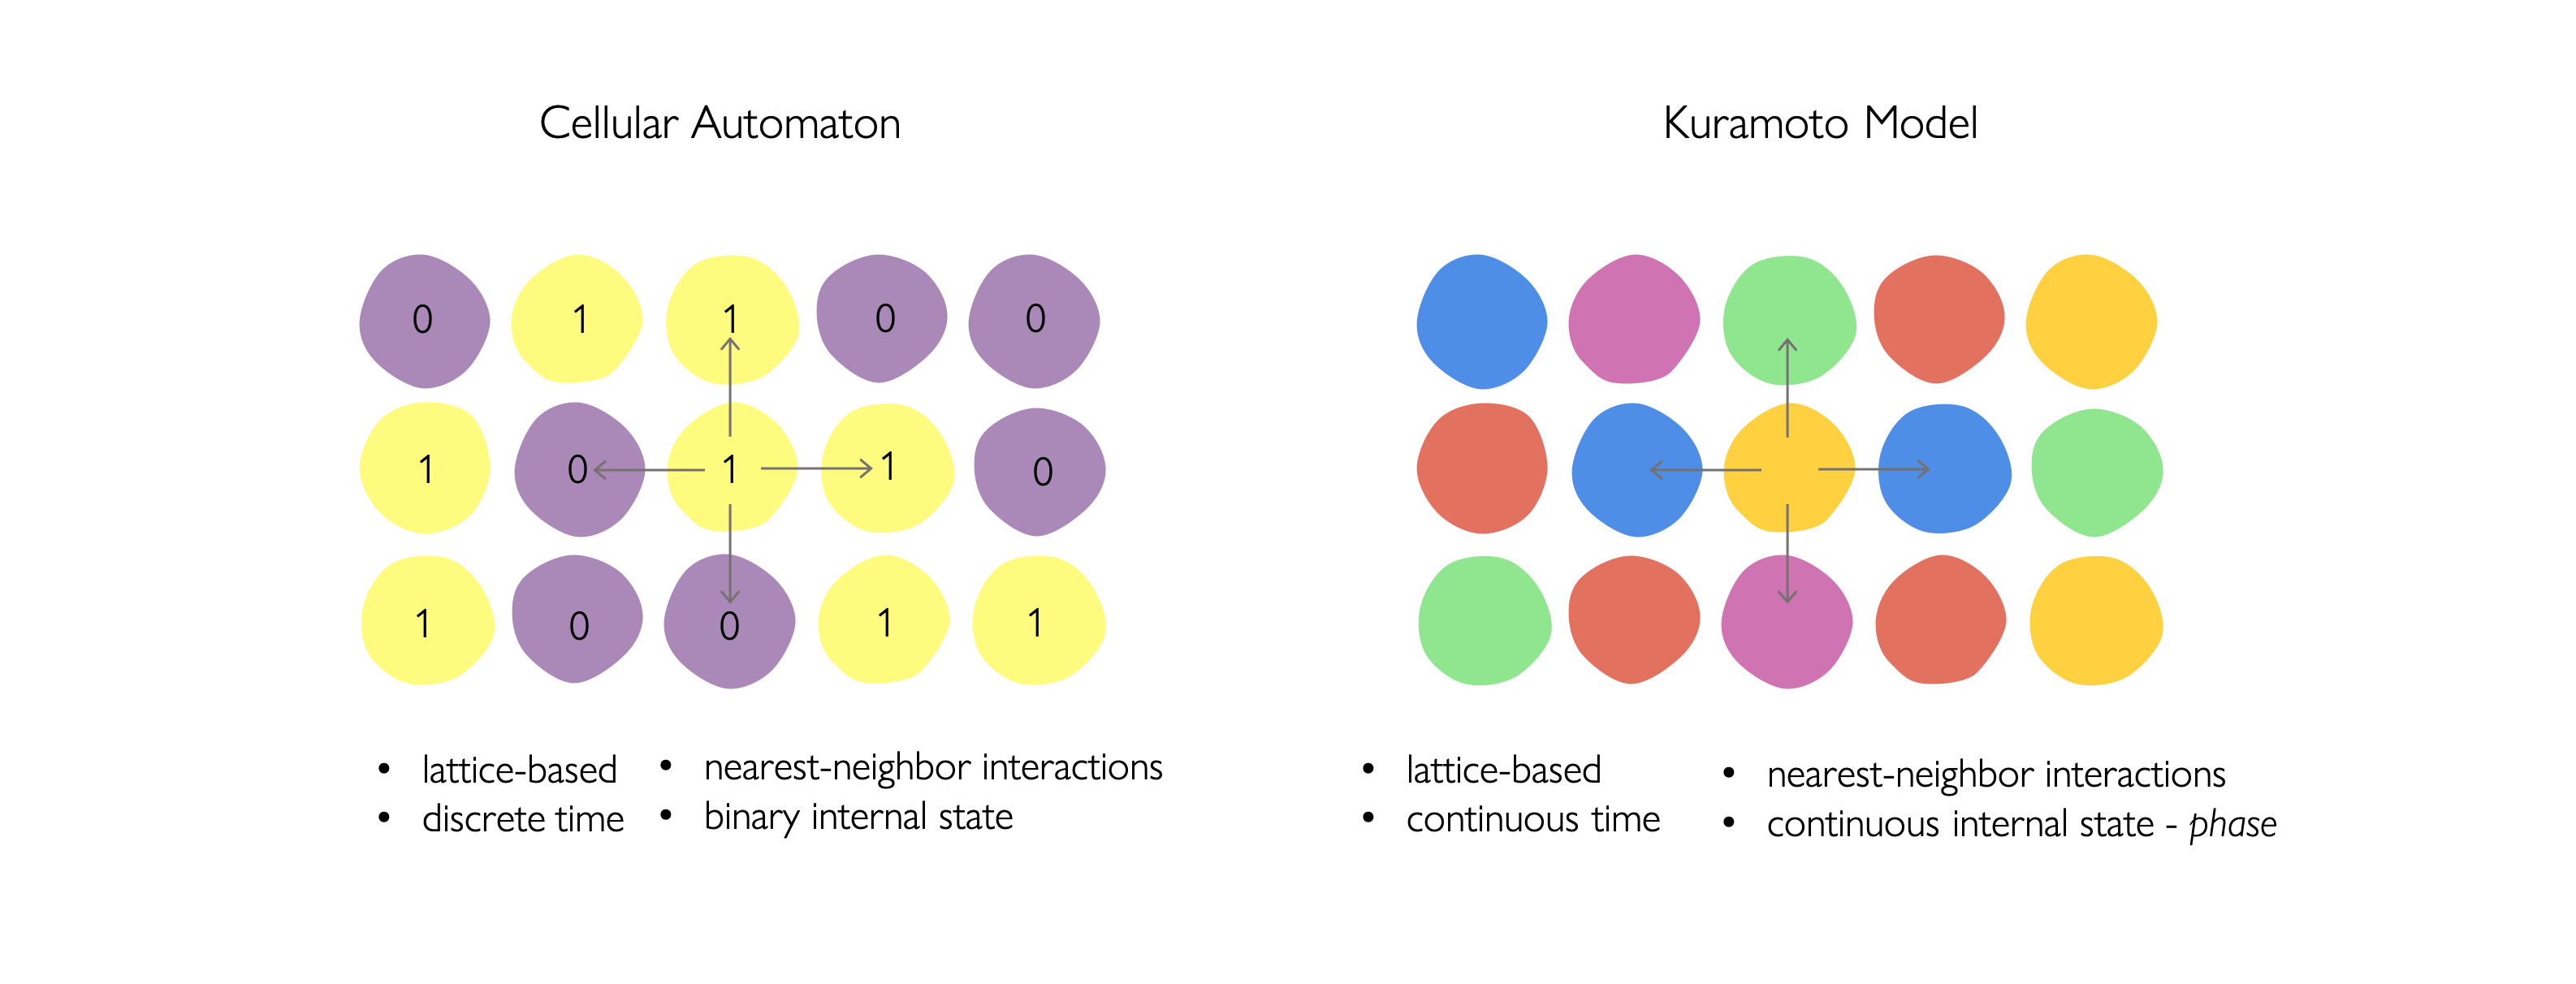 Cellular Automaton
0 1 1 0 0
1 0 1 1 0
1 0 0 1 1
• lattice-based
• discrete time
• nearest-neighbor interactions
• binary internal state
Kuramoto Model
• lattice-based
• continuous time
• nearest-neighbor interactions
• continuous internal state - phase